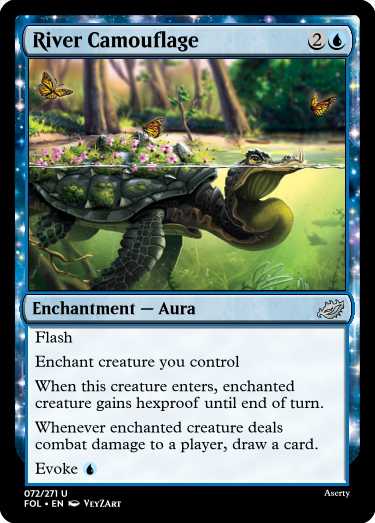 River Camouflage 2
Enchantment — Aura
Flash
Enchant creature you control
When this creature enters, enchanted
creature gains hexproof until end of turn.
Whenever enchanted creature deals
combat damage to a player, draw a card.
Evoke
072/271 U
Aserty
FOL • EN VeyZArt